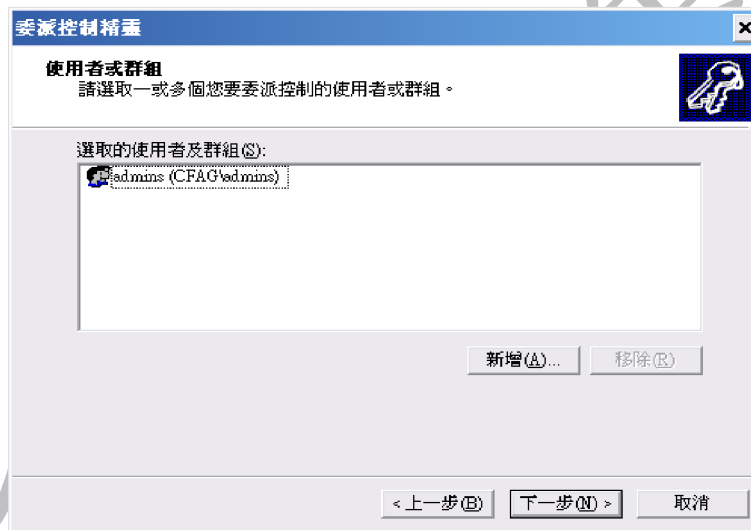 委派控制精靈
使用者或群組
請選取一或多個您要委派控制的使用者或群組。
選取的使用者及群組(S):
admins (CFAG\admins)
新增(A)...
移除(R)
<上一步(B)
下一步(N) >
取消